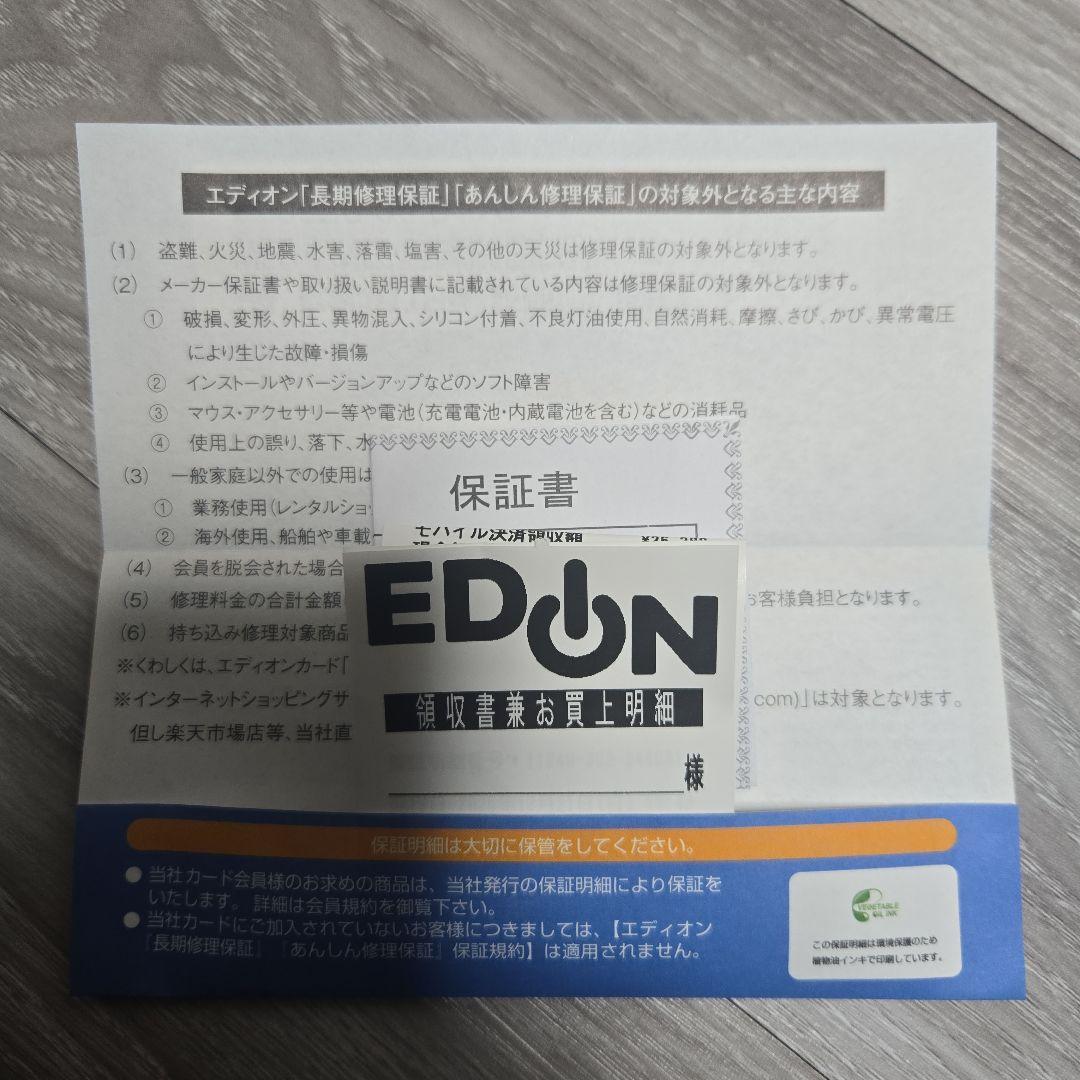 エディオン「長期修理保証」「あんしん修理保証」の対象外となる主な内容
(1) 盗難、火災、地震、水害、落雷、塩害、その他の天災は修理保証の対象外となります。
(2) メーカー保証書や取り扱い説明書に記載されている内容は修理保証の対象外となります。
① 破損、変形、外圧、異物混入、シリコン付着、不良灯油使用、自然消耗、摩擦、さび、かび、異常電圧
により生じた故障・損傷
② インストールやバージョンアップなどのソフト障害
③ マウス・アクセサリー等や電池(充電電池・内蔵電池を含む)などの消耗品
④ 使用上の誤り、落下、水
(3) 一般家庭以外での使用は
① 業務使用(レンタルショ
② 海外使用、船舶や車載
(4) 会員を脱会された場合
(5) 修理料金の合計金額 お客様負担となります。
(6) 持ち込み修理対象商品
※くわしくは、エディオンカード「
※インターネットショッピングサ com)」は対象となります。
但し楽天市場店等、当社直
保証書
モバイル決済領収額
EDION
領収書兼お買上明細
様
保証明細は大切に保管をしてください。
● 当社カード会員様のお求めの商品は、当社発行の保証明細により保証を
いたします。詳細は会員規約を御覧下さい。
● 当社カードにご加入されていないお客様につきましては、【エディオン
『長期修理保証』『あんしん修理保証』保証規約】は適用されません。
VEGETABLE
OIL INK
この保証明細は環境保護のため
植物油インキで印刷しています。